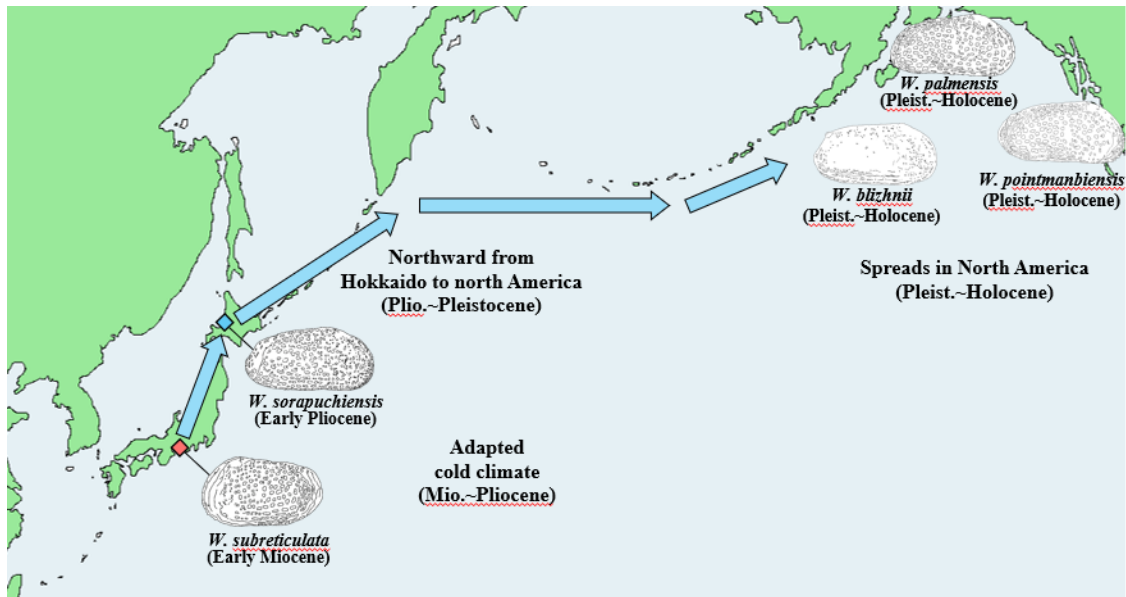 W. palmensis
(Pleist.~Holocene)
W. blizhnii
(Pleist.~Holocene)
W. pointmanbiensis
(Pleist.~Holocene)
Northward from
Hokkaido to north America
(Plio.~Pleistocene)
Spreads in North America
(Pleist.~Holocene)
W. sorapuchiensis
(Early Pliocene)
Adapted
cold climate
(Mio.~Pliocene)
W. subreticulata
(Early Miocene)